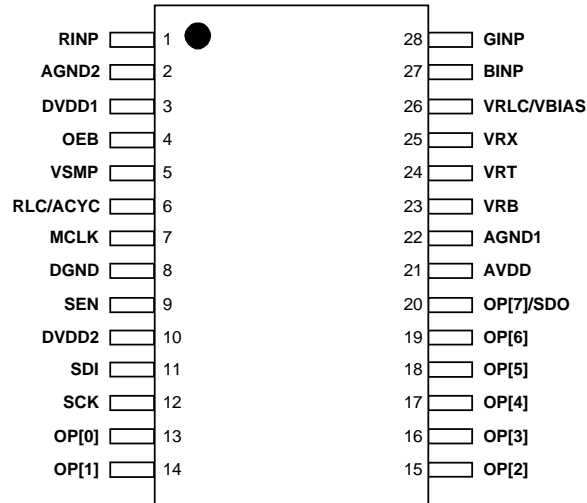 RINP 1 28 GINP
AGND2 2 27 BINP
DVDD1 3 26 VRLC/VBIAS
OEB 4 25 VRX
VSMP 5 24 VRT
RLC/ACYC 6 23 VRB
MCLK 7 22 AGND1
DGND 8 21 AVDD
SEN 9 20 OP[7]/SDO
DVDD2 10 19 OP[6]
SDI 11 18 OP[5]
SCK 12 17 OP[4]
OP[0] 13 16 OP[3]
OP[1] 14 15 OP[2]